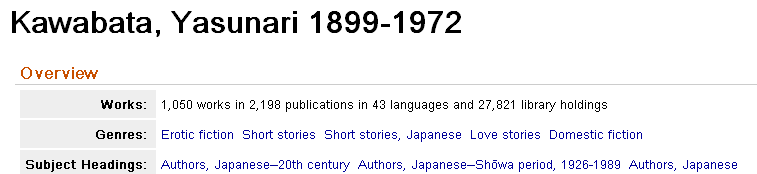 Kawabata, Yasunari 1899-1972
Overview
Works: 1,050 works in 2,198 publications in 43 languages and 27,821 library holdings
Genres: Erotic fiction Short stories Short stories, Japanese Love stories Domestic fiction
Subject Headings: Authors, Japanese—20th century Authors, Japanese—Shōwa period, 1926-1989 Authors, Japanese